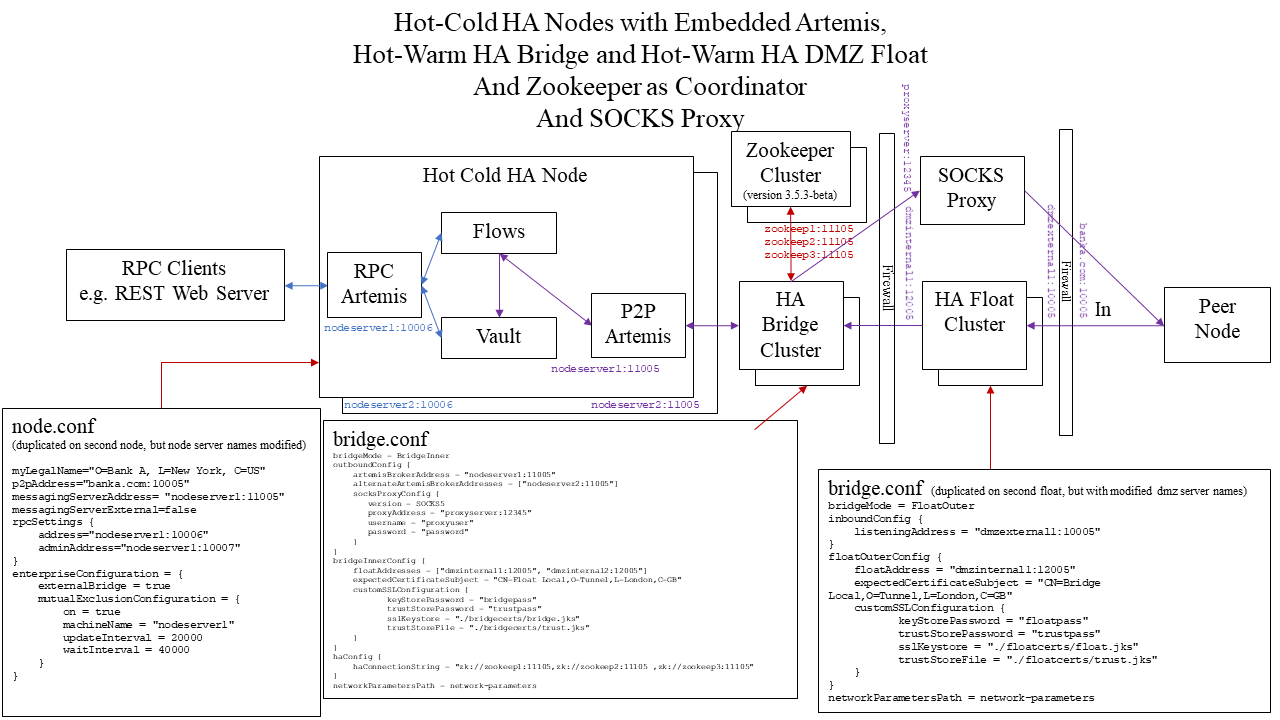 Hot-Cold HA Nodes with Embedded Artemis,
Hot-Warm HA Bridge and Hot-Warm HA DMZ Float
And Zookeeper as Coordinator
And SOCKS Proxy
Zookeeper
Cluster
(version 3.5.3-beta)
zookeep1:11105
zookeep2:11105
zookeep3:11105
Hot Cold HA Node
RPC Clients
e.g. REST Web Server
RPC
Artemis
nodeserver1:10006
Flows
Vault
P2P
Artemis
nodeserver1:11005
nodeserver2:10006
nodeserver2:11005
HA
Bridge
Cluster
Firewall
proxyserver:12345
dmzinternal1:12005
SOCKS
Proxy
HA Float
Cluster
dmzexternal1:10005
Firewall
banka.com:10005
In
Peer
Node
node.conf
(duplicated on second node, but node server names modified)
myLegalName="O=Bank A, L=New York, C=US"
p2pAddress="banka.com:10005"
messagingServerAddress= "nodeserver1:11005"
messagingServerExternal=false
rpcSettings {
address="nodeserver1:10006"
adminAddress="nodeserver1:10007"
}
enterpriseConfiguration = {
externalBridge = true
mutualExclusionConfiguration = {
on = true
machineName = "nodeserver1"
updateInterval = 20000
waitInterval = 40000
}
}
bridge.conf
bridgeMode = BridgeInner
outboundConfig {
artemisBrokerAddress = "nodeserver1:11005"
alternateArtemisBrokerAddresses = ["nodeserver2:11005"]
socksProxyConfig {
version = SOCKS5
proxyAddress = "proxyserver:12345"
username = "proxyuser"
password = "password"
}
}
bridgeInnerConfig {
floatAddresses = ["dmzinternal1:12005", "dmzinternal2:12005"]
expectedCertificateSubject = "CN=Float Local,O=Tunnel,L=London,C=GB"
customSSLConfiguration {
keyStorePassword = "bridgepass"
trustStorePassword = "trustpass"
sslKeystore = "./bridgecerts/bridge.jks"
trustStoreFile = "./bridgecerts/trust.jks"
}
}
haConfig {
haConnectionString = "zk://zookeep1:11105,zk://zookeep2:11105 ,zk://zookeep3:11105"
}
networkParametersPath = network-parameters
bridge.conf (duplicated on second float, but with modified dmz server names)
bridgeMode = FloatOuter
inboundConfig {
listeningAddress = "dmzexternal1:10005"
}
floatOuterConfig {
floatAddress = "dmzinternal1:12005"
expectedCertificateSubject = "CN=Bridge
Local,O=Tunnel,L=London,C=GB"
customSSLConfiguration {
keyStorePassword = "floatpass"
trustStorePassword = "trustpass"
sslKeystore = "./floatcerts/float.jks"
trustStoreFile = "./floatcerts/trust.jks"
}
}
networkParametersPath = network-parameters